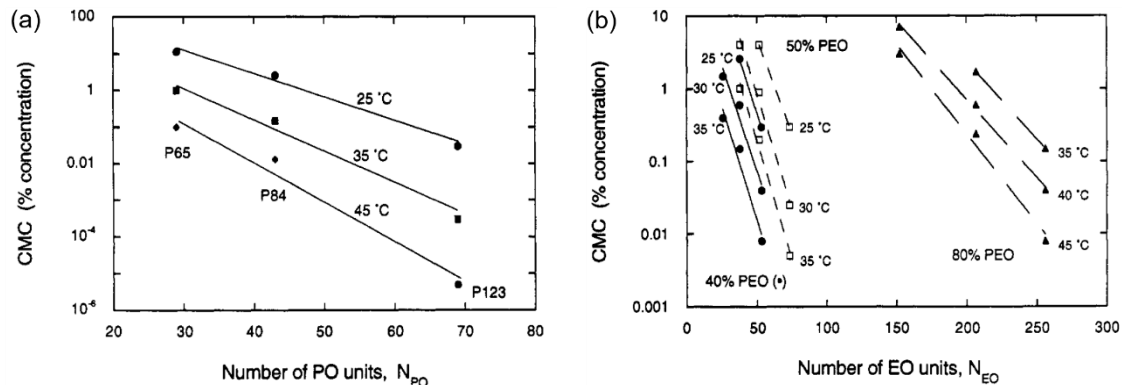 (a)
CMC (% concentration)
100
1
0.01
10⁻⁴
10⁻⁶
25 ˚C
35 ˚C
45 ˚C
P65
P84
P123
20 30 40 50 60 70 80
Number of PO units, N_PO
(b)
CMC (% concentration)
10
1
0.1
0.01
0.001
50% PEO
25 ˚C
30 ˚C
35 ˚C
25 ˚C
30 ˚C
35 ˚C
35 ˚C
40 ˚C
45 ˚C
80% PEO
40% PEO (•)
0 50 100 150 200 250 300
Number of EO units, N_EO